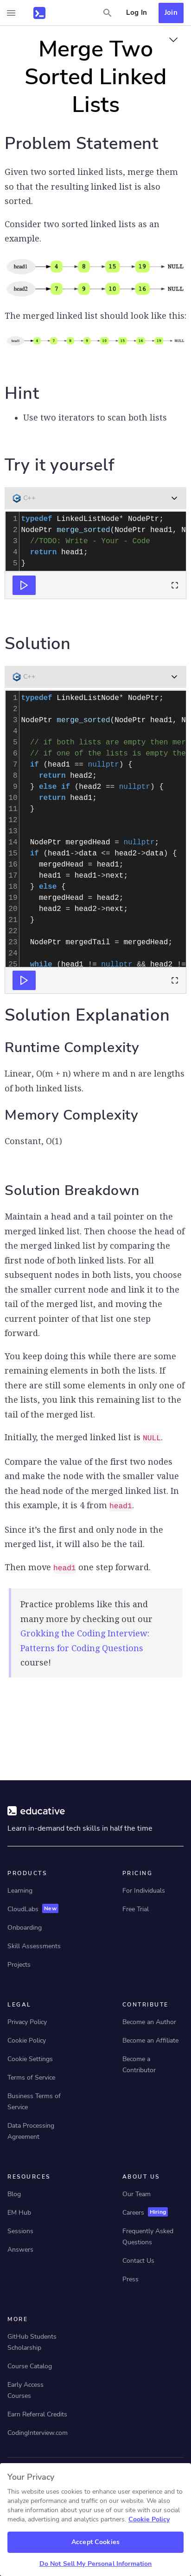 Log In
Join
Merge Two
Sorted Linked
Lists
Problem Statement
Given two sorted linked lists, merge them
so that the resulting linked list is also
sorted.
Consider two sorted linked lists as an
example.
head1 4 8 15 19 NULL
head2 7 9 10 16 NULL
The merged linked list should look like this:
head1 4 7 8 9 10 15 16 19 NULL
Hint
Use two iterators to scan both lists
Try it yourself
C++
1 typedef LinkedListNode* NodePtr;
2 NodePtr merge_sorted(NodePtr head1, N
3 //TODO: Write - Your - Code
4 return head1;
5 }
Solution
C++
1 typedef LinkedListNode* NodePtr;
2
3 NodePtr merge_sorted(NodePtr head1, N
4
5 // if both lists are empty then mer
6 // if one of the lists is empty the
7 if (head1 == nullptr) {
8 return head2;
9 } else if (head2 == nullptr) {
10 return head1;
11 }
12
13
14 NodePtr mergedHead = nullptr;
15 if (head1->data <= head2->data) {
16 mergedHead = head1;
17 head1 = head1->next;
18 } else {
19 mergedHead = head2;
20 head2 = head2->next;
21 }
22
23 NodePtr mergedTail = mergedHead;
24
25 while (head1 != nullptr && head2 !=
Solution Explanation
Runtime Complexity
Linear, O(m + n) where m and n are lengths
of both linked lists.
Memory Complexity
Constant, O(1)
Solution Breakdown
Maintain a head and a tail pointer on the
merged linked list. Then choose the head of
the merged linked list by comparing the
first node of both linked lists. For all
subsequent nodes in both lists, you choose
the smaller current node and link it to the
tail of the merged list, and moving the
current pointer of that list one step
forward.
You keep doing this while there are some
remaining elements in both the lists. If
there are still some elements in only one of
the lists, you link this remaining list to the
tail of the merged list.
Initially, the merged linked list is NULL.
Compare the value of the first two nodes
and make the node with the smaller value
the head node of the merged linked list. In
this example, it is 4 from head1.
Since it’s the first and only node in the
merged list, it will also be the tail.
Then move head1 one step forward.
Practice problems like this and
many more by checking out our
Grokking the Coding Interview:
Patterns for Coding Questions
course!
educative
Learn in-demand tech skills in half the time
PRODUCTS
Learning
CloudLabs New
Onboarding
Skill Assessments
Projects
PRICING
For Individuals
Free Trial
LEGAL
Privacy Policy
Cookie Policy
Cookie Settings
Terms of Service
Business Terms of
Service
Data Processing
Agreement
CONTRIBUTE
Become an Author
Become an Affiliate
Become a
Contributor
RESOURCES
Blog
EM Hub
Sessions
Answers
ABOUT US
Our Team
Careers Hiring
Frequently Asked
Questions
Contact Us
Press
MORE
GitHub Students
Scholarship
Course Catalog
Early Access
Courses
Earn Referral Credits
CodingInterview.com
Your Privacy
This website uses cookies to enhance user experience and to
analyze performance and traffic on our website. We also share
information about your use of our site with our social media,
advertising, and analytics partners. Cookie Policy
Accept Cookies
Do Not Sell My Personal Information